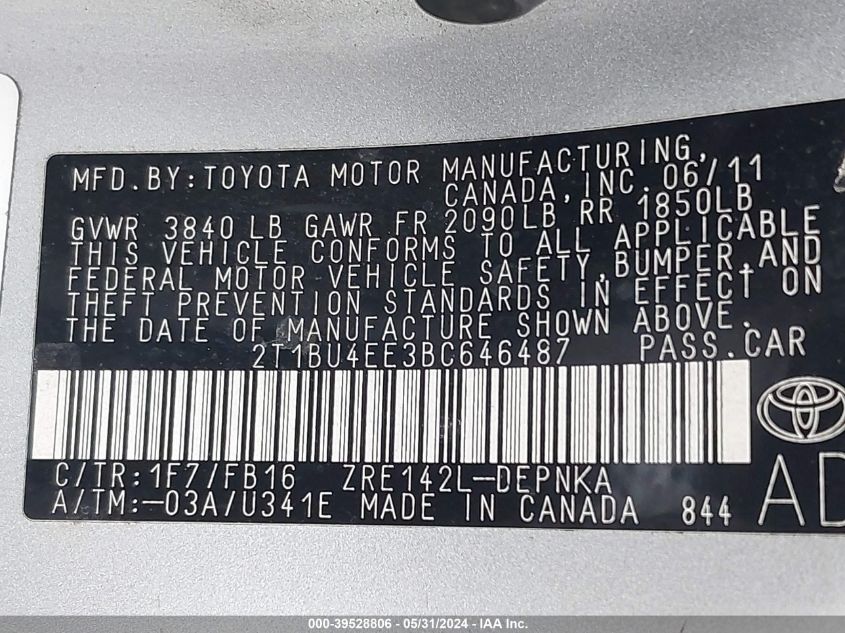 MFD.BY:TOYOTA MOTOR MANUFACTURING,
CANADA,INC. 06/11
GVWR 3840 LB GAWR FR 2090LB,RR 1850LB
THIS VEHICLE CONFORMS TO ALL APPLICABLE
FEDERAL MOTOR VEHICLE SAFETY,BUMPER,AND
THEFT PREVENTION STANDARDS IN EFFECT ON
THE DATE OF MANUFACTURE SHOWN ABOVE.
2T1BU4EE3BC646487 PASS.CAR
C/TR:1F7/FB16 ZRE142L-DEPNKA
A/TM:-03A/U341E MADE IN CANADA 844 AD
000-39528806 - 05/31/2024 - IAA Inc.